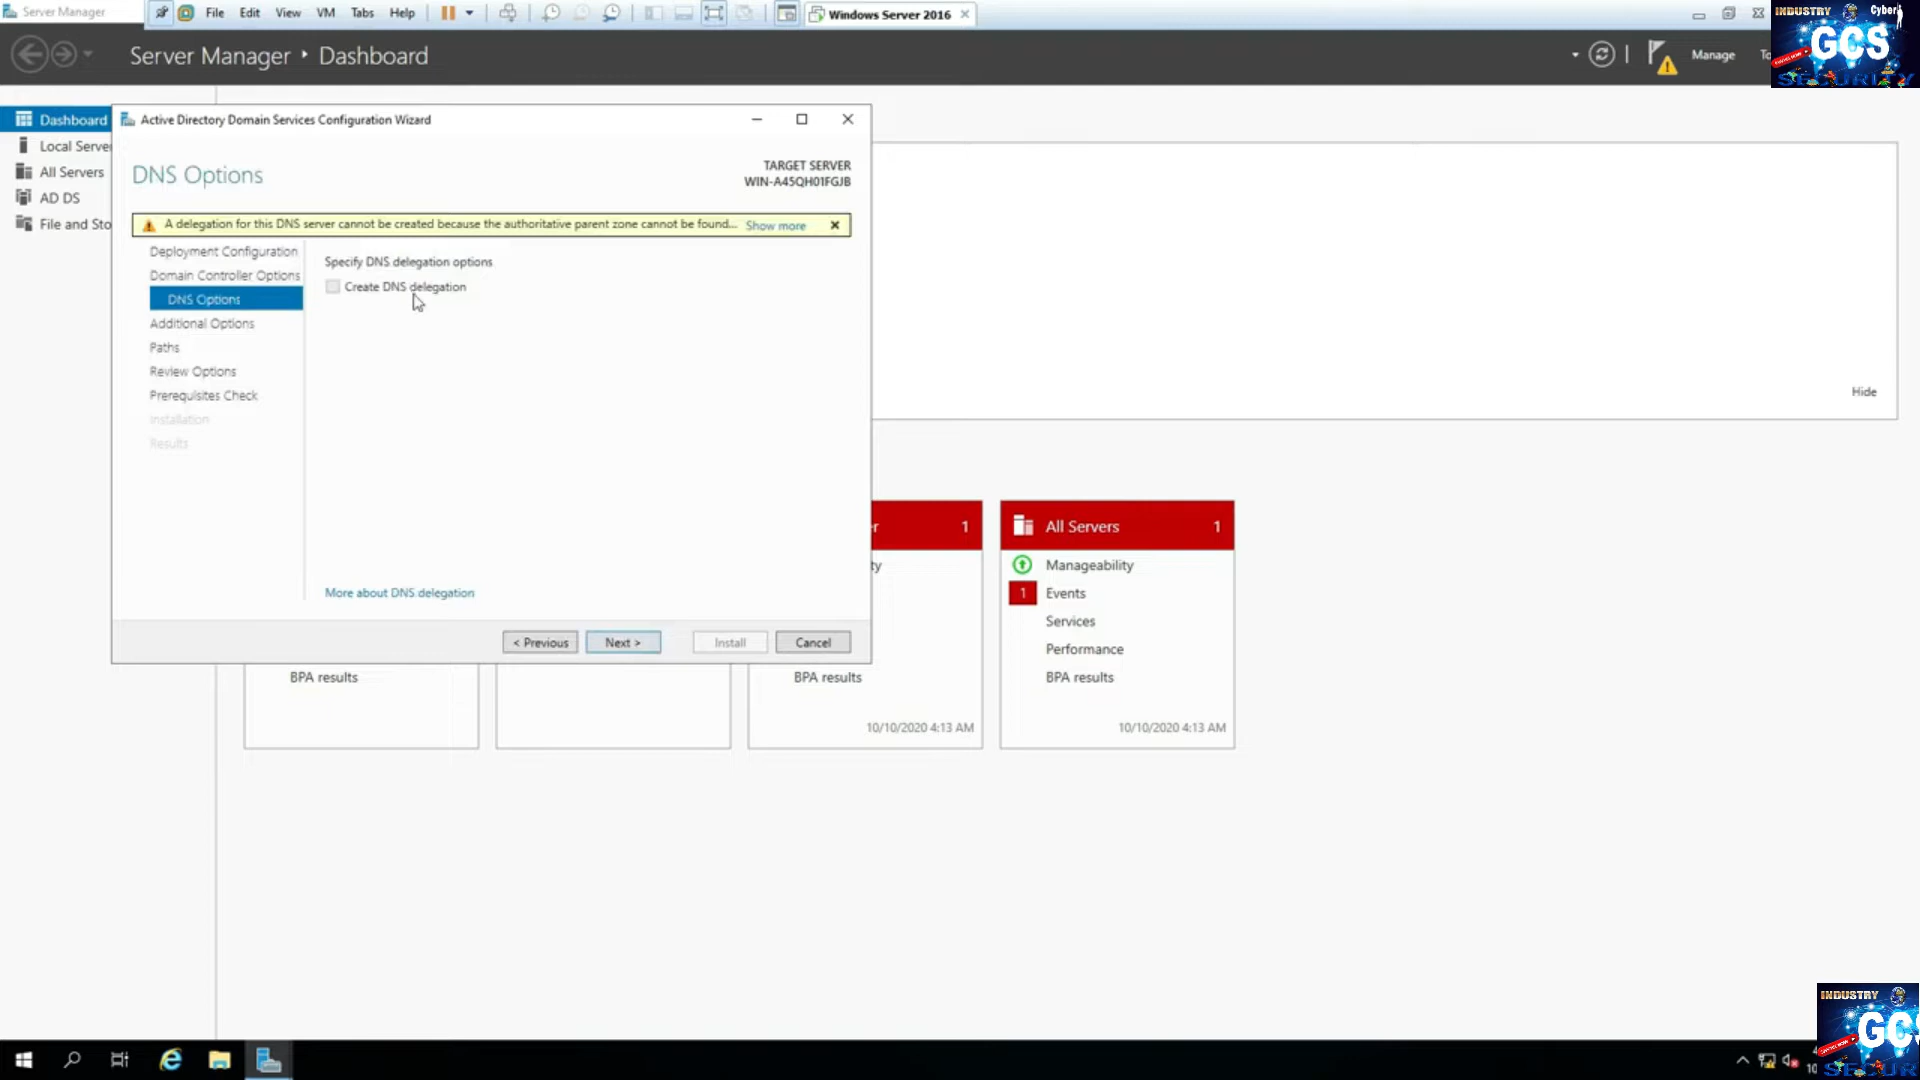 Server Manager
File Edit View VM Tabs Help
Windows Server 2016
INDUSTRY Cyber
GCS
SECURITY
Server Manager Dashboard
Manage
Dashboard
Local Server
All Servers
AD DS
File and Sto
Active Directory Domain Services Configuration Wizard
DNS Options
TARGET SERVER
WIN-A45QH01FGJB
A delegation for this DNS server cannot be created because the authoritative parent zone cannot be found... Show more
Deployment Configuration
Domain Controller Options
DNS Options
Additional Options
Paths
Review Options
Prerequisites Check
Installation
Results
Specify DNS delegation options
Create DNS delegation
More about DNS delegation
< Previous
Next >
Install
Cancel
Hide
r 1
ty
All Servers 1
Manageability
1 Events
Services
Performance
BPA results
10/10/2020 4:13 AM
BPA results
BPA results
10/10/2020 4:13 AM
INDUSTRY
GCS
SECUR